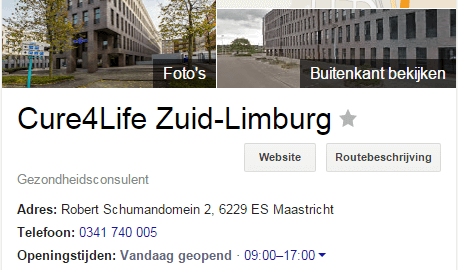 Foto's
Buitenkant bekijken
Cure4Life Zuid-Limburg
Website
Routebeschrijving
Gezondheidsconsulent
Adres: Robert Schumandomein 2, 6229 ES Maastricht
Telefoon: 0341 740 005
Openingstijden: Vandaag geopend · 09:00–17:00